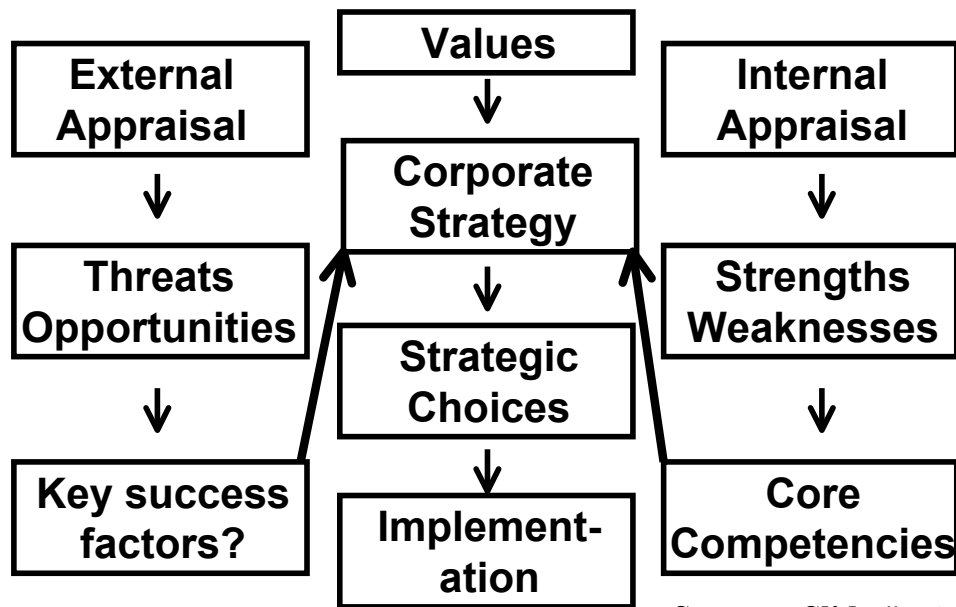 External
Appraisal
Threats
Opportunities
Key success
factors?
Values
Corporate
Strategy
Strategic
Choices
Implement-
ation
Internal
Appraisal
Strengths
Weaknesses
Core
Competencies